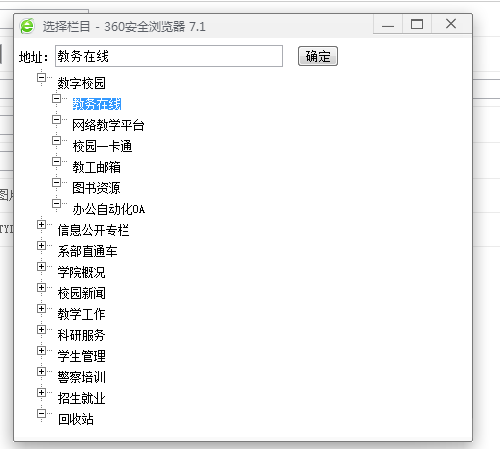 选择栏目 - 360安全浏览器 7.1
地址: 教务在线 确定
数字校园
教务在线
网络教学平台
校园一卡通
教工邮箱
图书资源
办公自动化OA
信息公开专栏
系部直通车
学院概况
校园新闻
教学工作
科研服务
学生管理
警察培训
招生就业
回收站